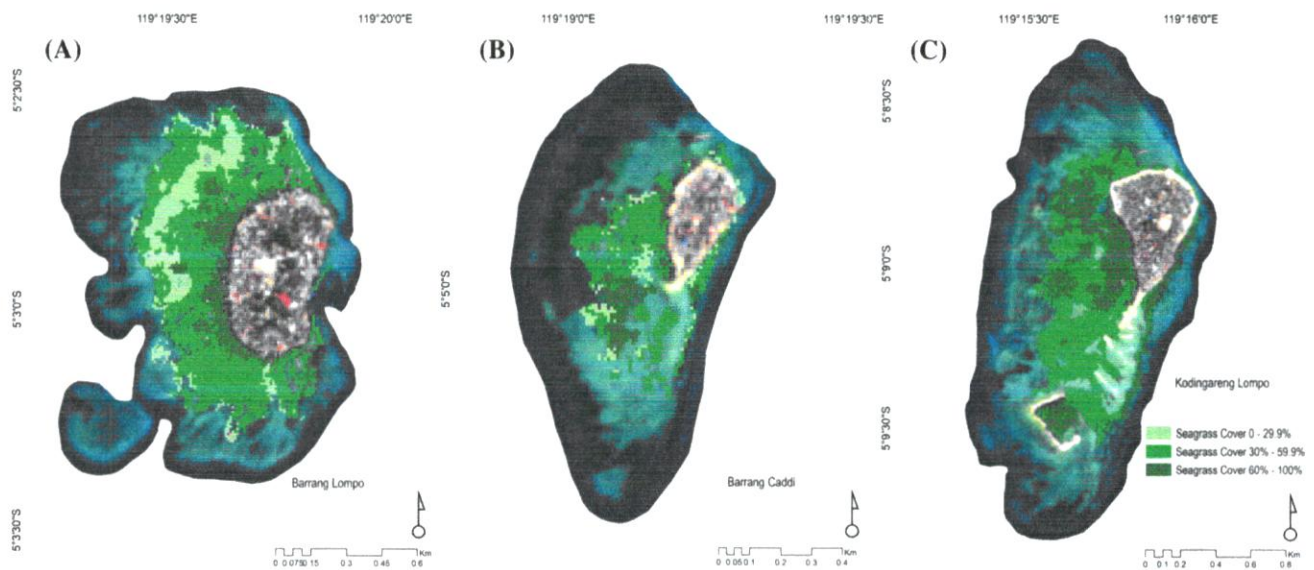 119°19'30"E 119°20'0"E 119°19'0"E 119°19'30"E 119°15'30"E 119°16'0"E
(A) (B) (C)
5°2'30"S
5°3'0"S
5°3'30"S
5°5'0"S
5°8'30"S
5°9'0"S
5°9'30"S
Barrang Lompo
Barrang Caddi
Kodingareng Lompo
Seagrass Cover 0 - 29.9%
Seagrass Cover 30% - 59.9%
Seagrass Cover 60% - 100%
Km
0 0.0750.15 0.3 0.45 0.6
Km
0 0.050.1 0.2 0.3 0.4
Km
0 0.1 0.2 0.4 0.6 0.8